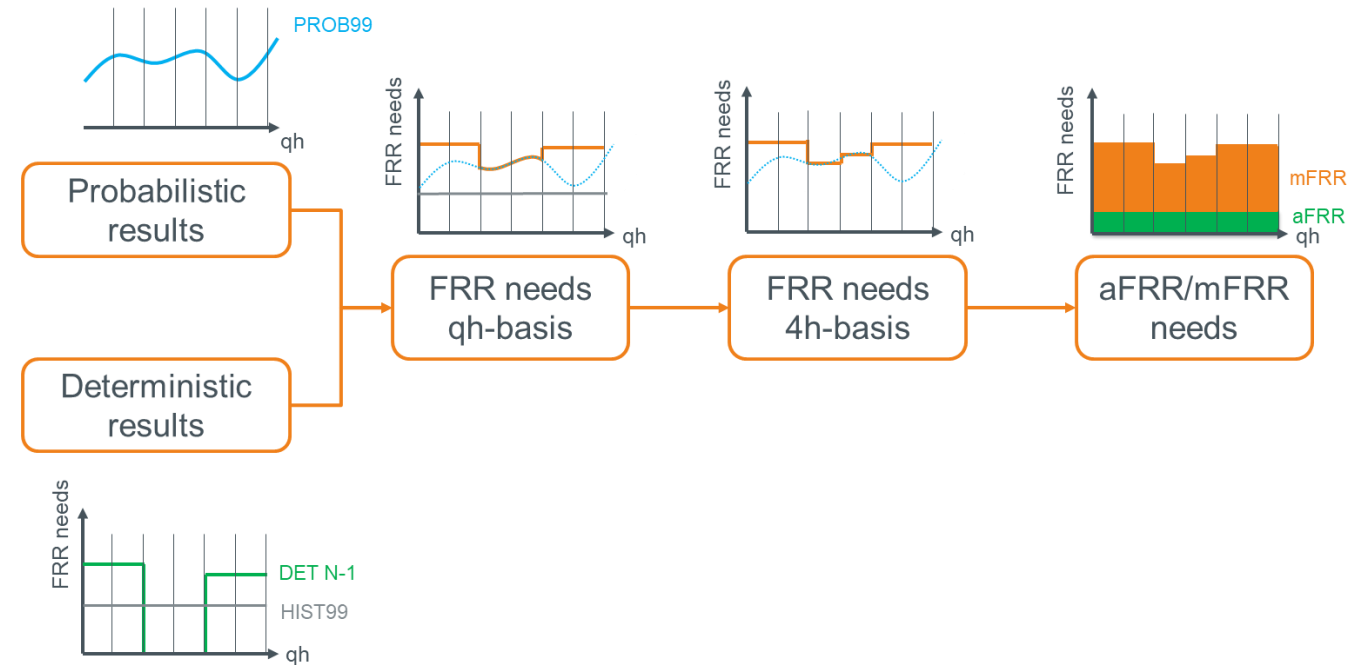 PROB99
qh
Probabilistic
results
Deterministic
results
FRR needs
DET N-1
HIST99
qh
FRR needs
qh
FRR needs
qh-basis
FRR needs
qh
FRR needs
4h-basis
FRR needs
mFRR
aFRR
qh
aFRR/mFRR
needs